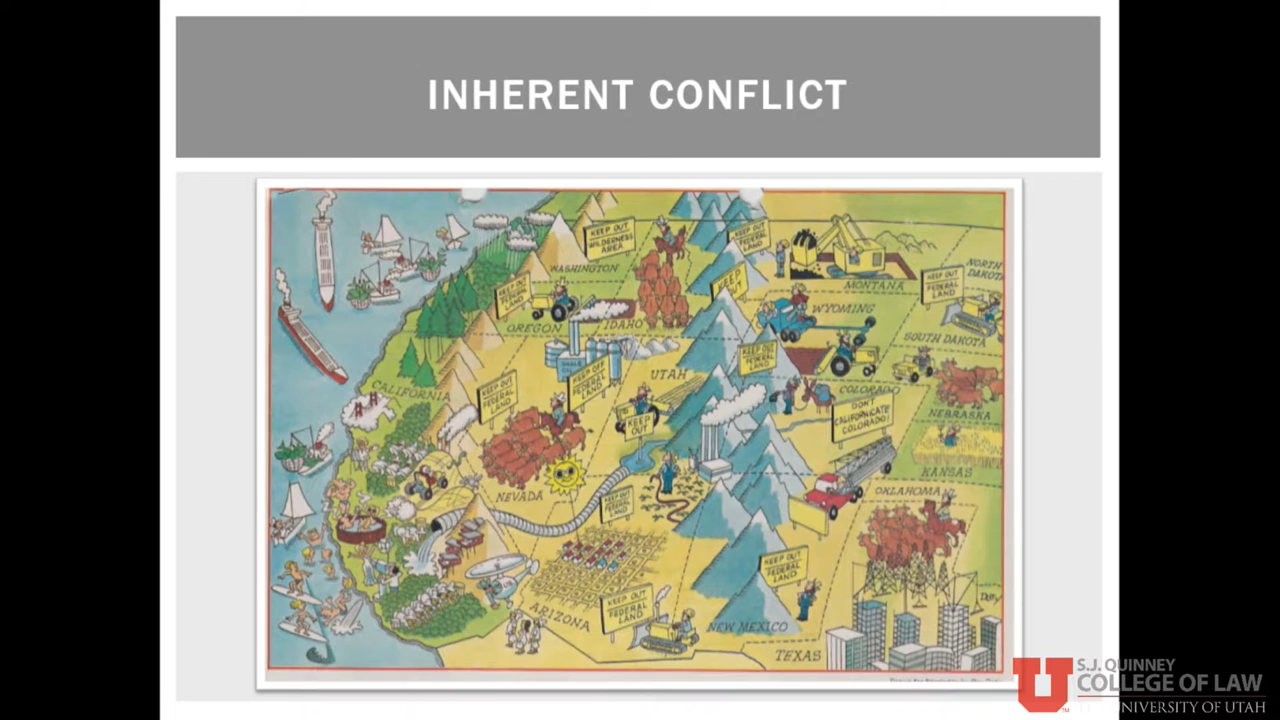 INHERENT CONFLICT
KEEP OUT
WILDERNESS
AREA
KEEP OUT
FEDERAL
LAND
WASHINGTON
NORTH
DAKOTA
KEEP OUT
MONTANA
KEEP OUT
FEDERAL
LAND
KEEP OUT
FEDERAL
LAND
OREGON
IDAHO
WYOMING
SOUTH DAKOTA
KEEP OUT
FEDERAL
LAND
SHALE
OIL
UTAH
KEEP OUT
FEDERAL
LAND
KEEP OFF
FEDERAL
LAND
CALIFORNIA
COLORADO
DON'T
CALIFORNICATE
COLORADO!
NEBRASKA
KEEP
OUT
KANSAS
NEVADA
OKLAHOMA
KEEP OUT
FEDERAL
LAND
KEEP OUT
FEDERAL
LAND
ARIZONA
KEEP OUT
FEDERAL
LAND
NEW MEXICO
TEXAS
S.J. QUINNEY
COLLEGE OF LAW
THE UNIVERSITY OF UTAH